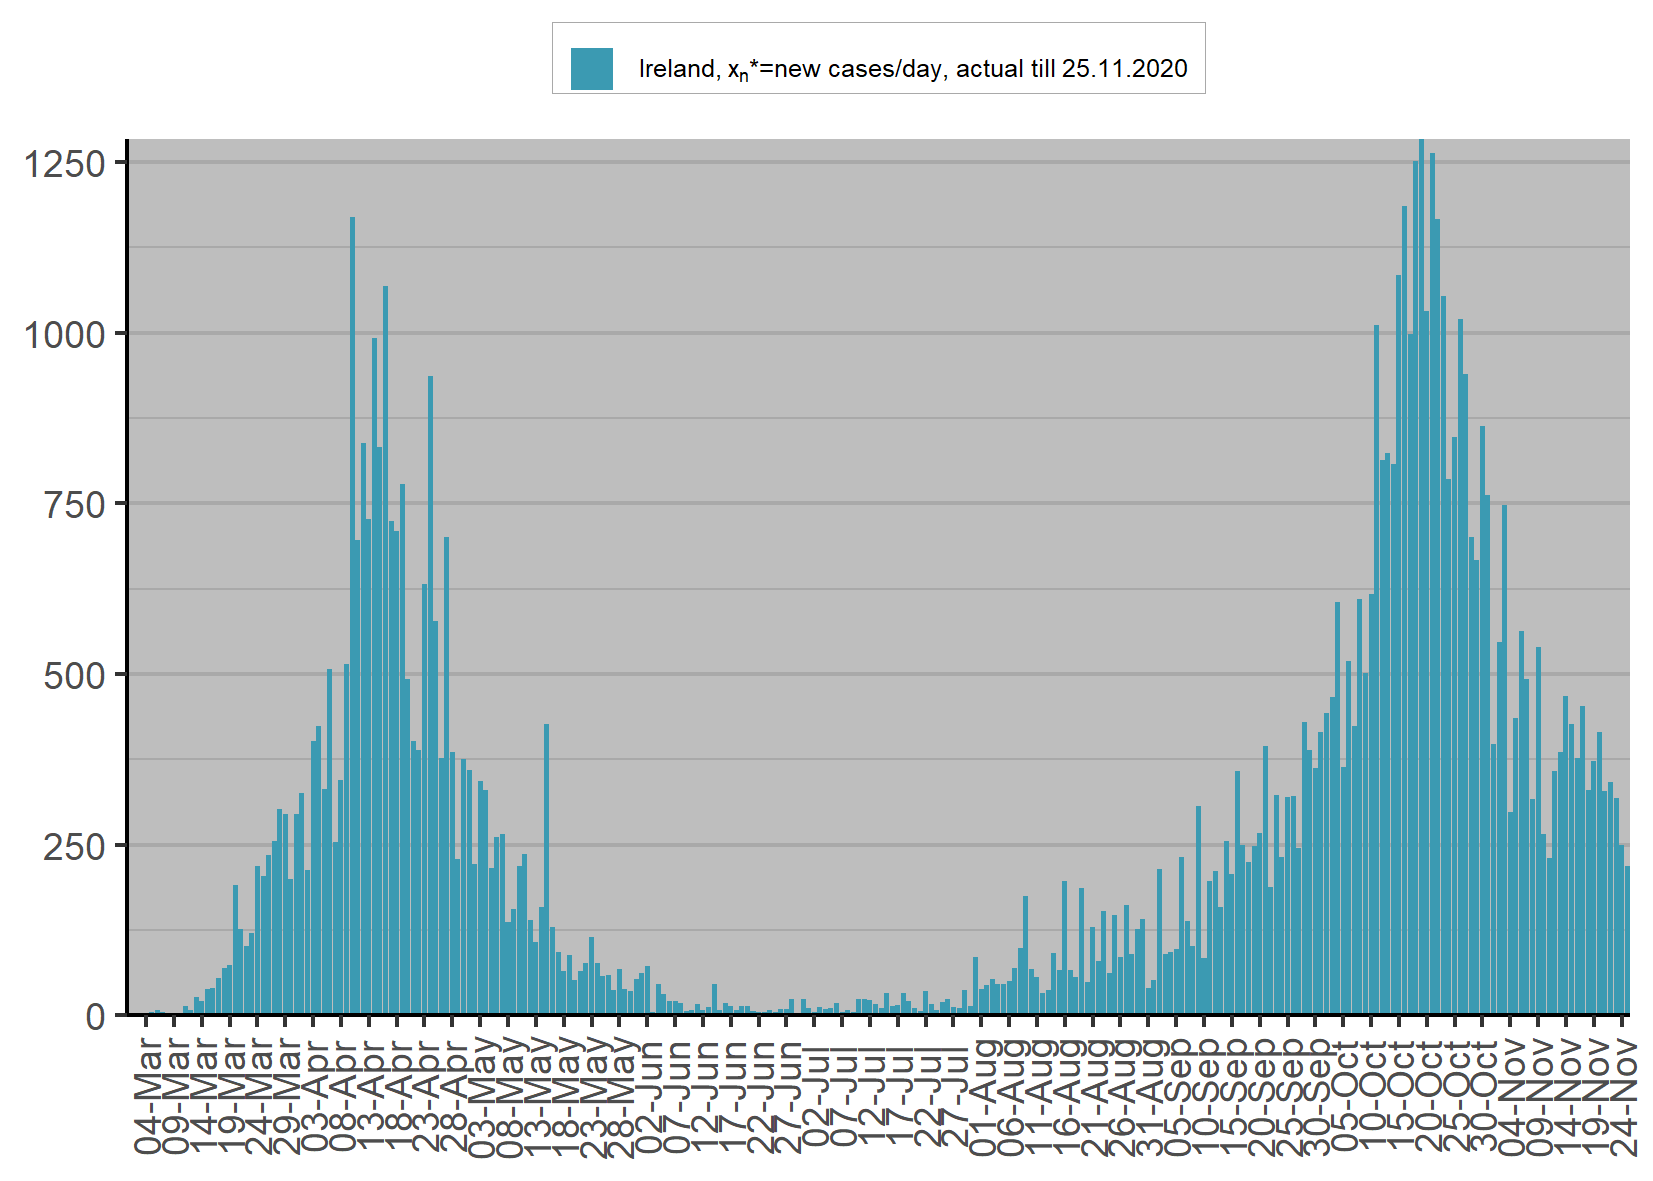 Ireland, xₙ*=new cases/day, actual till 25.11.2020
1250
1000
750
500
250
0
04-Mar
09-Mar
14-Mar
19-Mar
24-Mar
29-Mar
03-Apr
08-Apr
13-Apr
18-Apr
23-Apr
28-Apr
03-May
08-May
13-May
18-May
23-May
28-May
02-Jun
07-Jun
12-Jun
17-Jun
22-Jun
27-Jun
02-Jul
07-Jul
12-Jul
17-Jul
22-Jul
27-Jul
01-Aug
06-Aug
11-Aug
16-Aug
21-Aug
26-Aug
31-Aug
05-Sep
10-Sep
15-Sep
20-Sep
25-Sep
30-Sep
05-Oct
10-Oct
15-Oct
20-Oct
25-Oct
30-Oct
04-Nov
09-Nov
14-Nov
19-Nov
24-Nov